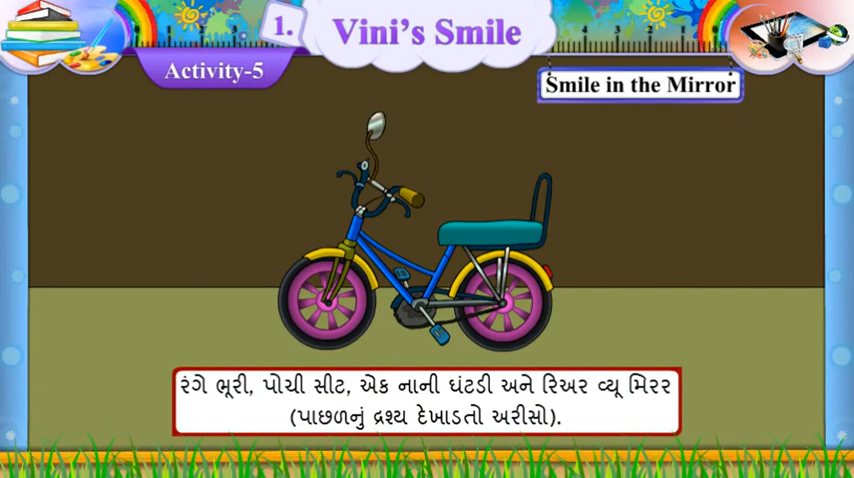 1.
Vini's Smile
Activity-5
Smile in the Mirror
રંગે ભૂરી, પોચી સીટ, એક નાની ઘંટડી અને રિઅર વ્યૂ મિરર
(પાછળનું દ્રશ્ય દેખાડતો અરીસો).